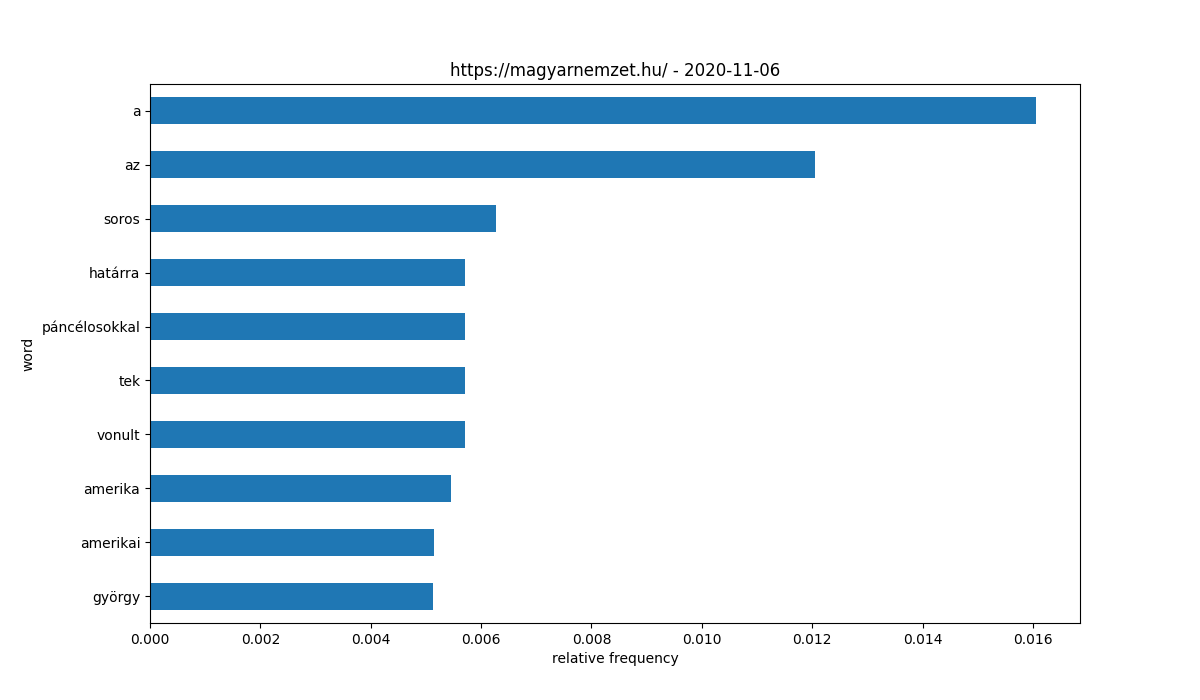 https://magyarnemzet.hu/ - 2020-11-06
a
az
soros
határra
páncélosokkal
tek
vonult
amerika
amerikai
györgy
word
0.000 0.002 0.004 0.006 0.008 0.010 0.012 0.014 0.016
relative frequency